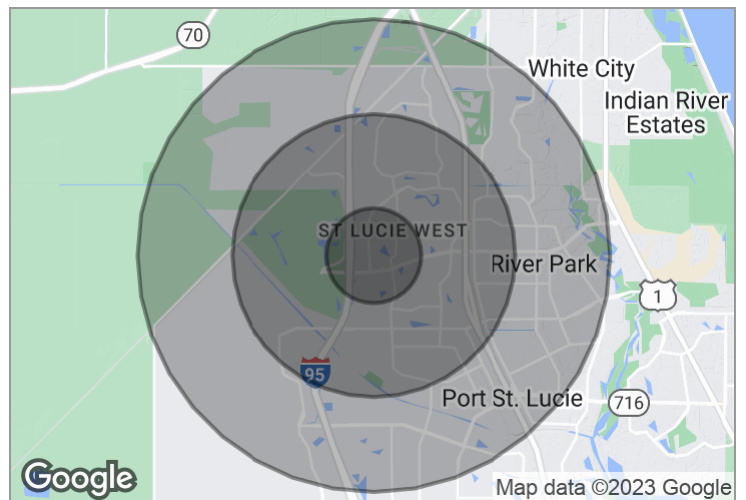 70
White City
Indian River
Estates
ST LUCIE WEST
River Park
1
95
Port St. Lucie
716
Google
Map data ©2023 Google